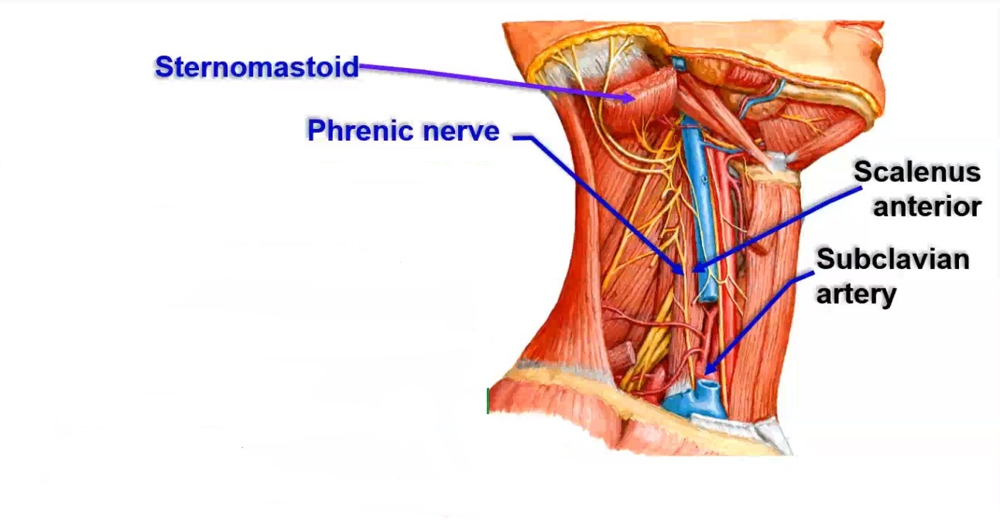 Sternomastoid
Phrenic nerve
Scalenus
anterior
Subclavian
artery